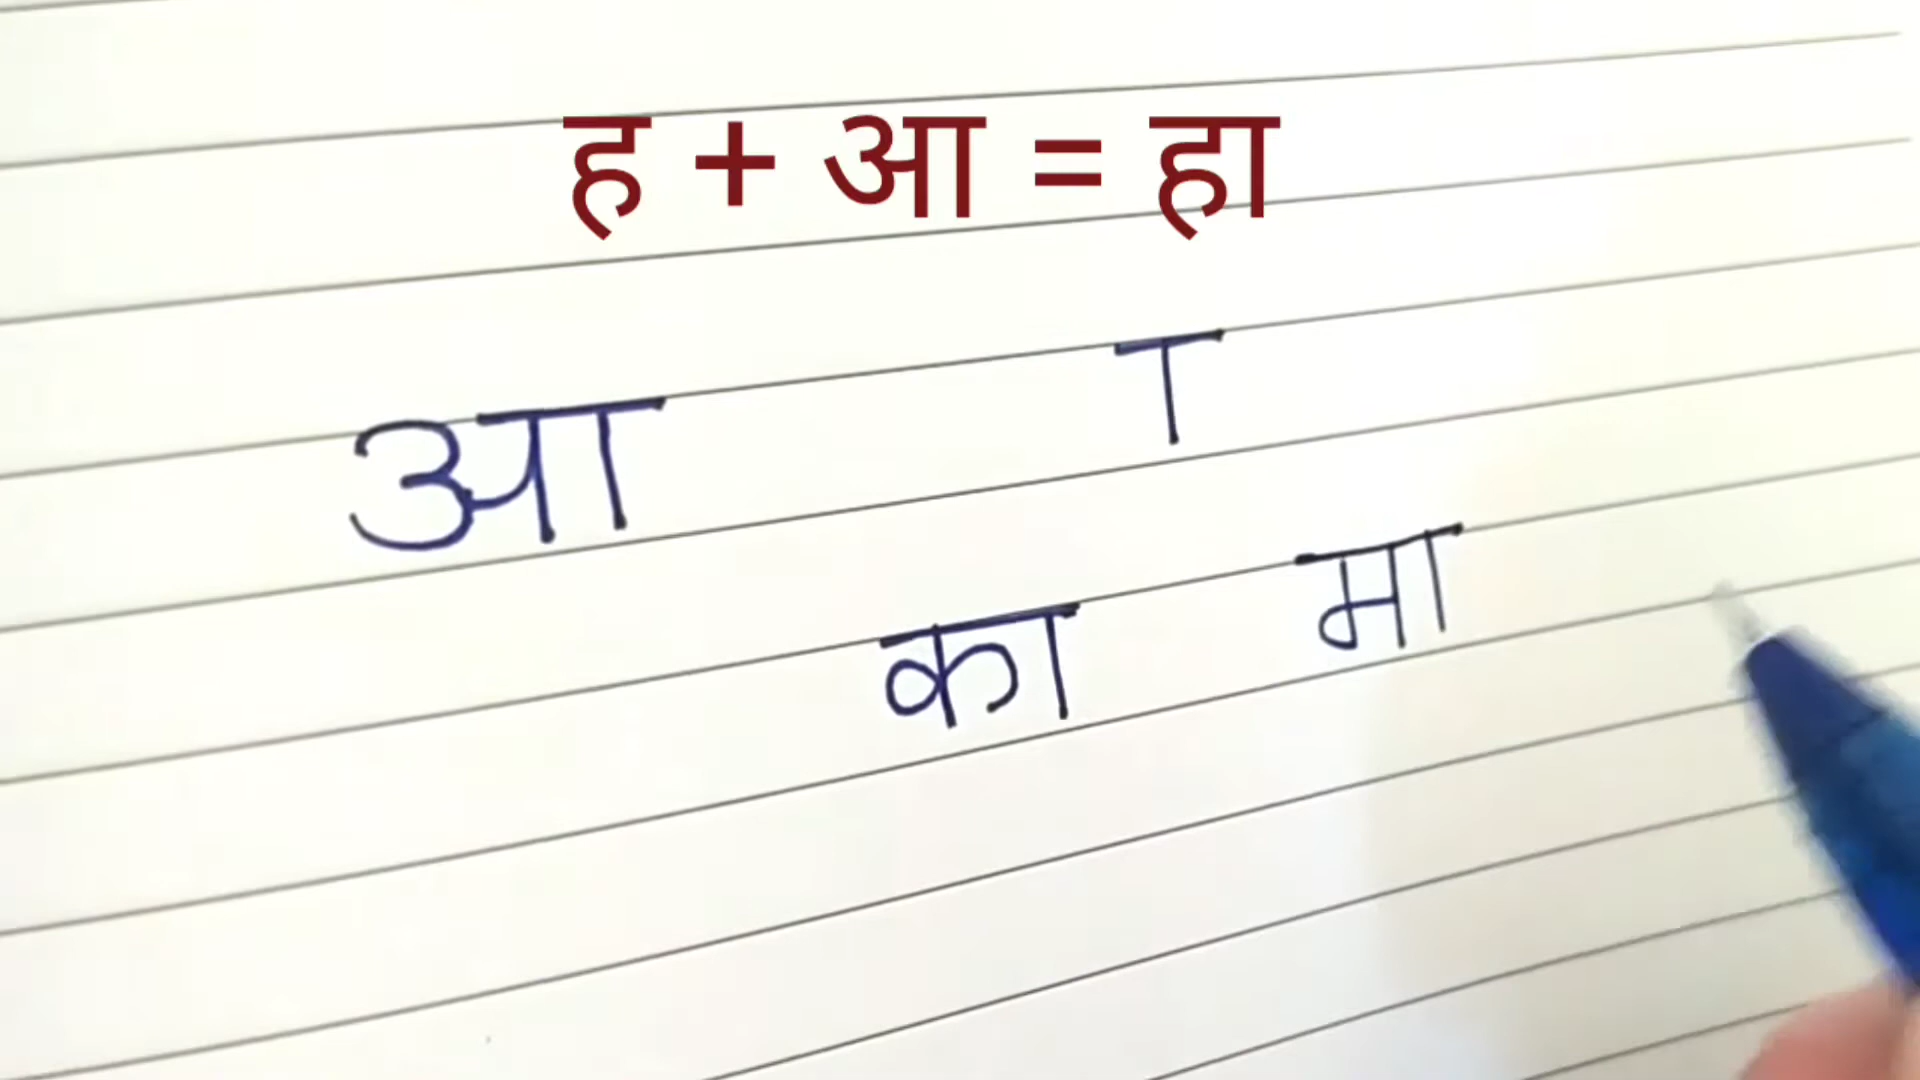 ह + आ = हा
आ ा
का मा